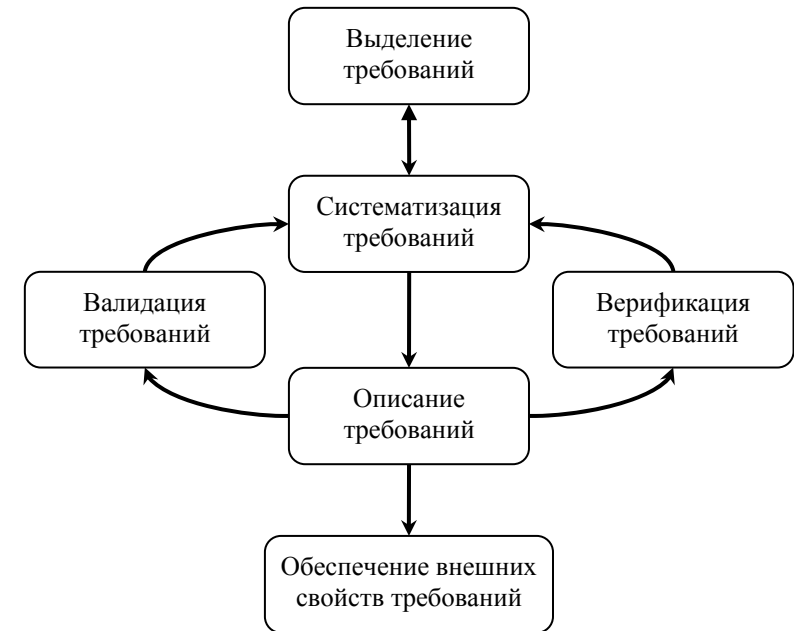 Выделение
требований
Систематизация
требований
Валидация
требований
Верификация
требований
Описание
требований
Обеспечение внешних
свойств требований